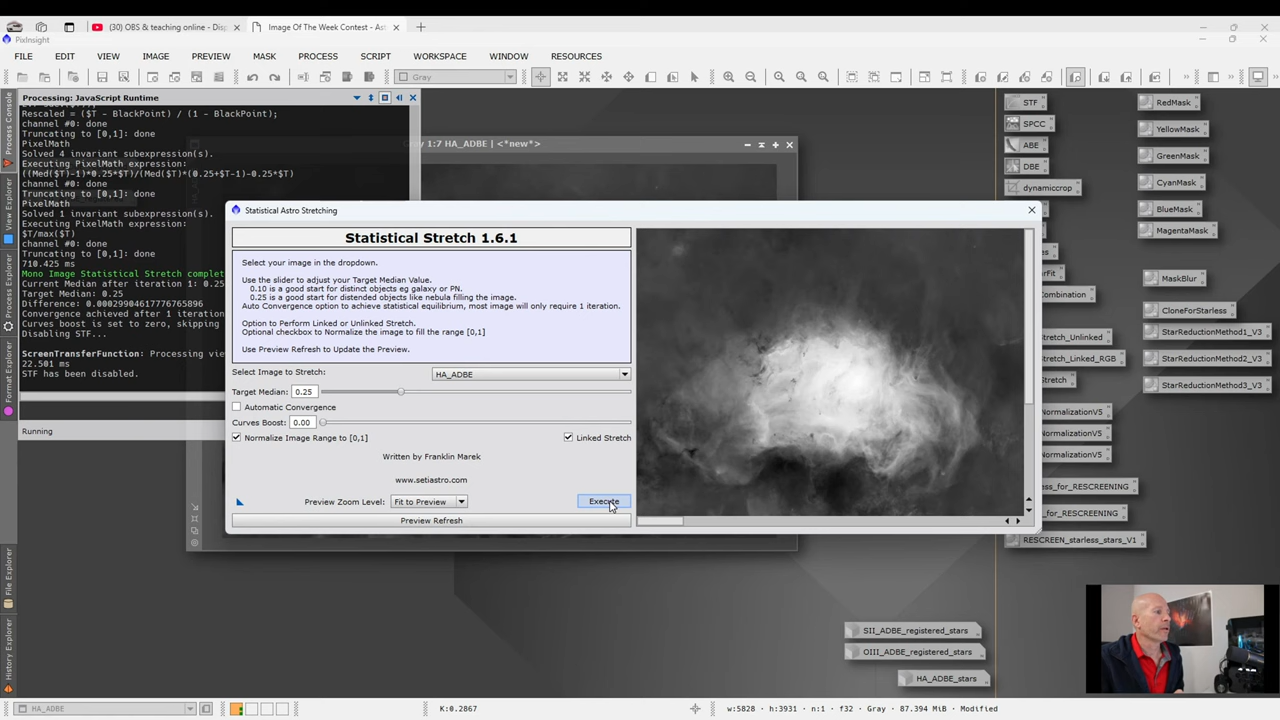 (30) OBS & teaching online - Disp
Image Of The Week Contest - Ast
PixInsight
FILE EDIT VIEW IMAGE PREVIEW MASK PROCESS SCRIPT WORKSPACE WINDOW RESOURCES
Gray
Processing: JavaScript Runtime
Process Console
View Explorer
Process Explorer
Format Explorer
File Explorer
History Explorer
Rescaled = ($T - BlackPoint) / (1 - BlackPoint);
channel #0: done
Truncating to [0,1]: done
PixelMath
Solved 4 invariant subexpression(s).
Executing PixelMath expression:
((Med($T)-1)*0.25*$T)/(Med($T)*(0.25+$T-1)-0.25*$T)
channel #0: done
Truncating to [0,1]: done
PixelMath
Solved 1 invariant subexpression(s).
Executing PixelMath expression:
$T/max($T)
channel #0: done
Truncating to [0,1]: done
710.425 ms
Mono Image Statistical Stretch complet
Current Median after iteration 1: 0.25
Target Median: 0.25
Difference: 0.00029904617776765896
Convergence achieved after 1 iteration
Curves boost is set to zero, skipping
Disabling STF...
ScreenTransferFunction: Processing view
22.501 ms
STF has been disabled.
Running
Gray 1:7 HA_ADBE | <*new*>
Statistical Astro Stretching
Statistical Stretch 1.6.1
Select your image in the dropdown.
Use the slider to adjust your Target Median Value.
0.10 is a good start for distinct objects eg galaxy or PN.
0.25 is a good start for distended objects like nebula filling the image.
Auto Convergence option to achieve statistical equilibrium, most image will only require 1 iteration.
Option to Perform Linked or Unlinked Stretch.
Optional checkbox to Normalize the image to fill the range [0,1]
Use Preview Refresh to Update the Preview.
Select Image to Stretch: HA_ADBE
Target Median: 0.25
Automatic Convergence
Curves Boost: 0.00
Normalize Image Range to [0,1]
Linked Stretch
Written by Franklin Marek
www.setiastro.com
Preview Zoom Level: Fit to Preview
Execute
Preview Refresh
STF
SPCC
ABE
DBE
dynamiccrop
Stretch_Unlinked
Stretch_Linked_RGB
NormalizationV5
NormalizationV5
NormalizationV5
ess_for_RESCREENING
_for_RESCREENING
RESCREEN_starless_stars_V1
RedMask
YellowMask
GreenMask
CyanMask
BlueMask
MagentaMask
MaskBlur
CloneForStarless
StarReductionMethod1_V3
StarReductionMethod2_V3
StarReductionMethod3_V3
SII_ADBE_registered_stars
OIII_ADBE_registered_stars
HA_ADBE_stars
HA_ADBE
K:0.2867
w:5828 : h:3931 : n:1 : f32 : Gray : 87.394 MiB : Modified